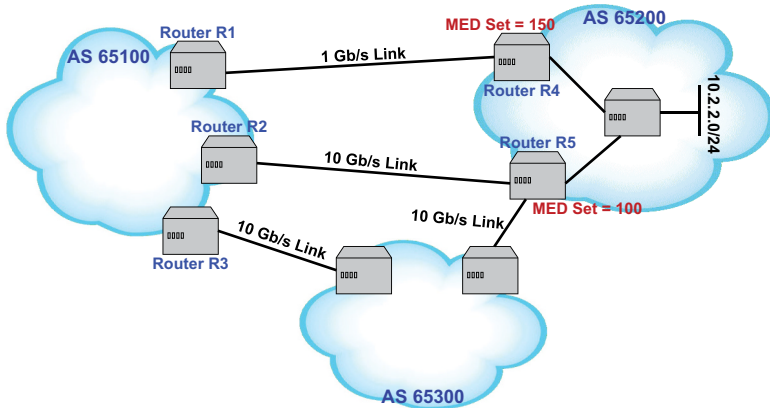 Router R1
MED Set = 150
AS 65200
AS 65100
1 Gb/s Link
Router R4
10.2.2.0/24
Router R2
Router R5
10 Gb/s Link
MED Set = 100
10 Gb/s Link
Router R3
10 Gb/s Link
AS 65300